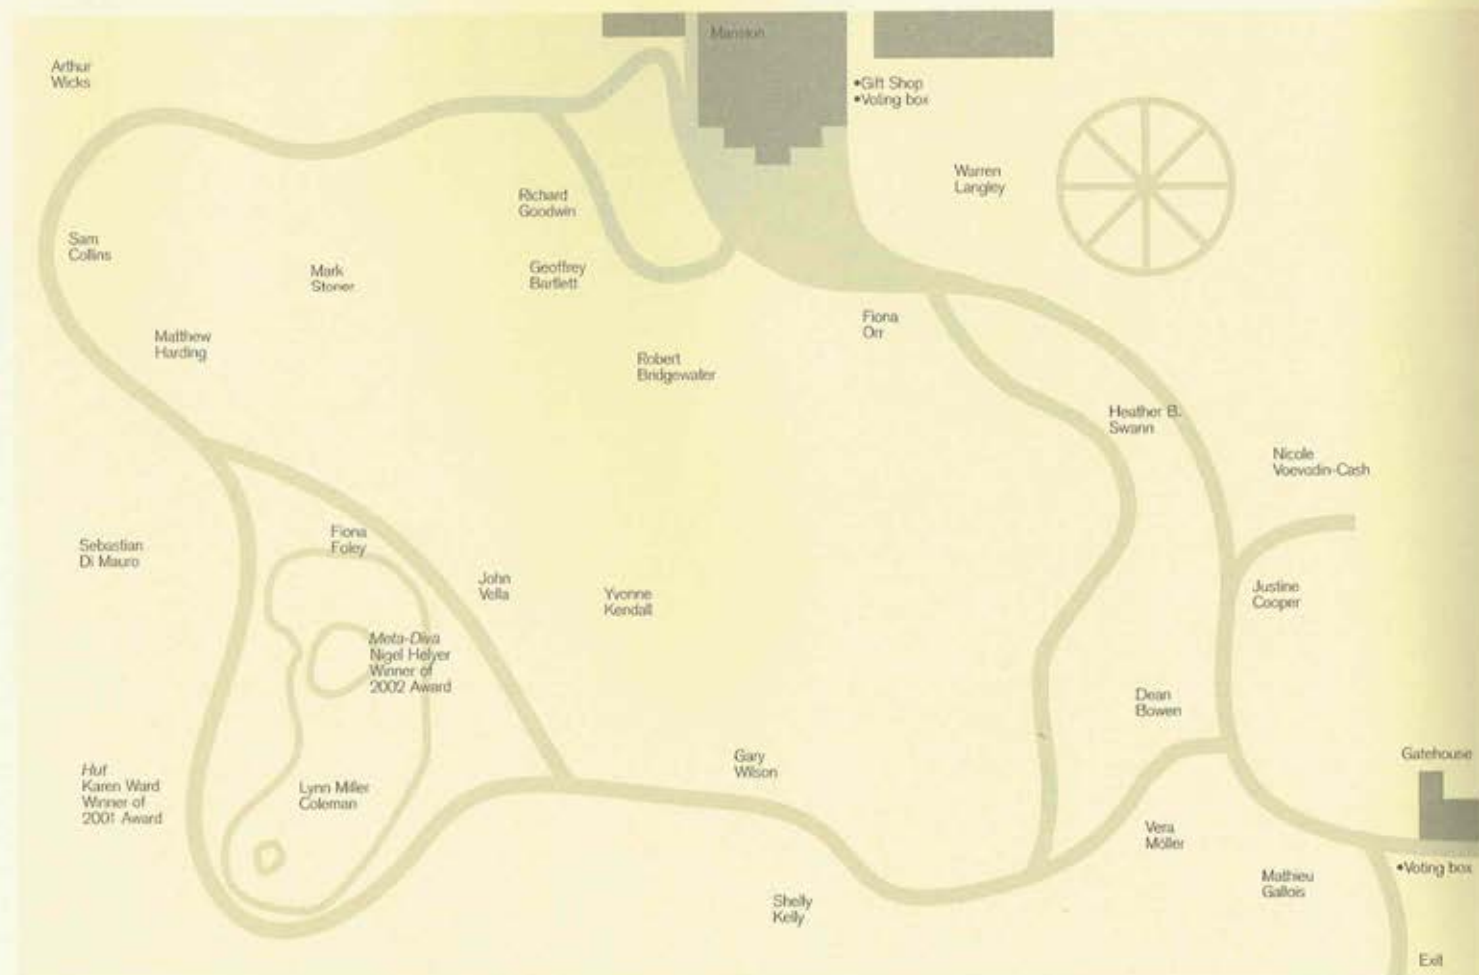 Mansion
Arthur
Wicks
•Gift Shop
•Voting box
Warren
Langley
Richard
Goodwin
Sam
Collins
Mark
Stoner
Geoffrey
Bartlett
Fiona
Orr
Matthew
Harding
Robert
Bridgewater
Heather B.
Swann
Nicole
Voevodin-Cash
Fiona
Foley
Sebastian
Di Mauro
John
Vella
Yvonne
Kendall
Justine
Cooper
Meta-Diva
Nigel Helyer
Winner of
2002 Award
Dean
Bowen
Gary
Wilson
Gatehouse
Hut
Karen Ward
Winner of
2001 Award
Lynn Miller
Coleman
Vera
Möller
•Voting box
Mathieu
Gallois
Shelly
Kelly
Exit